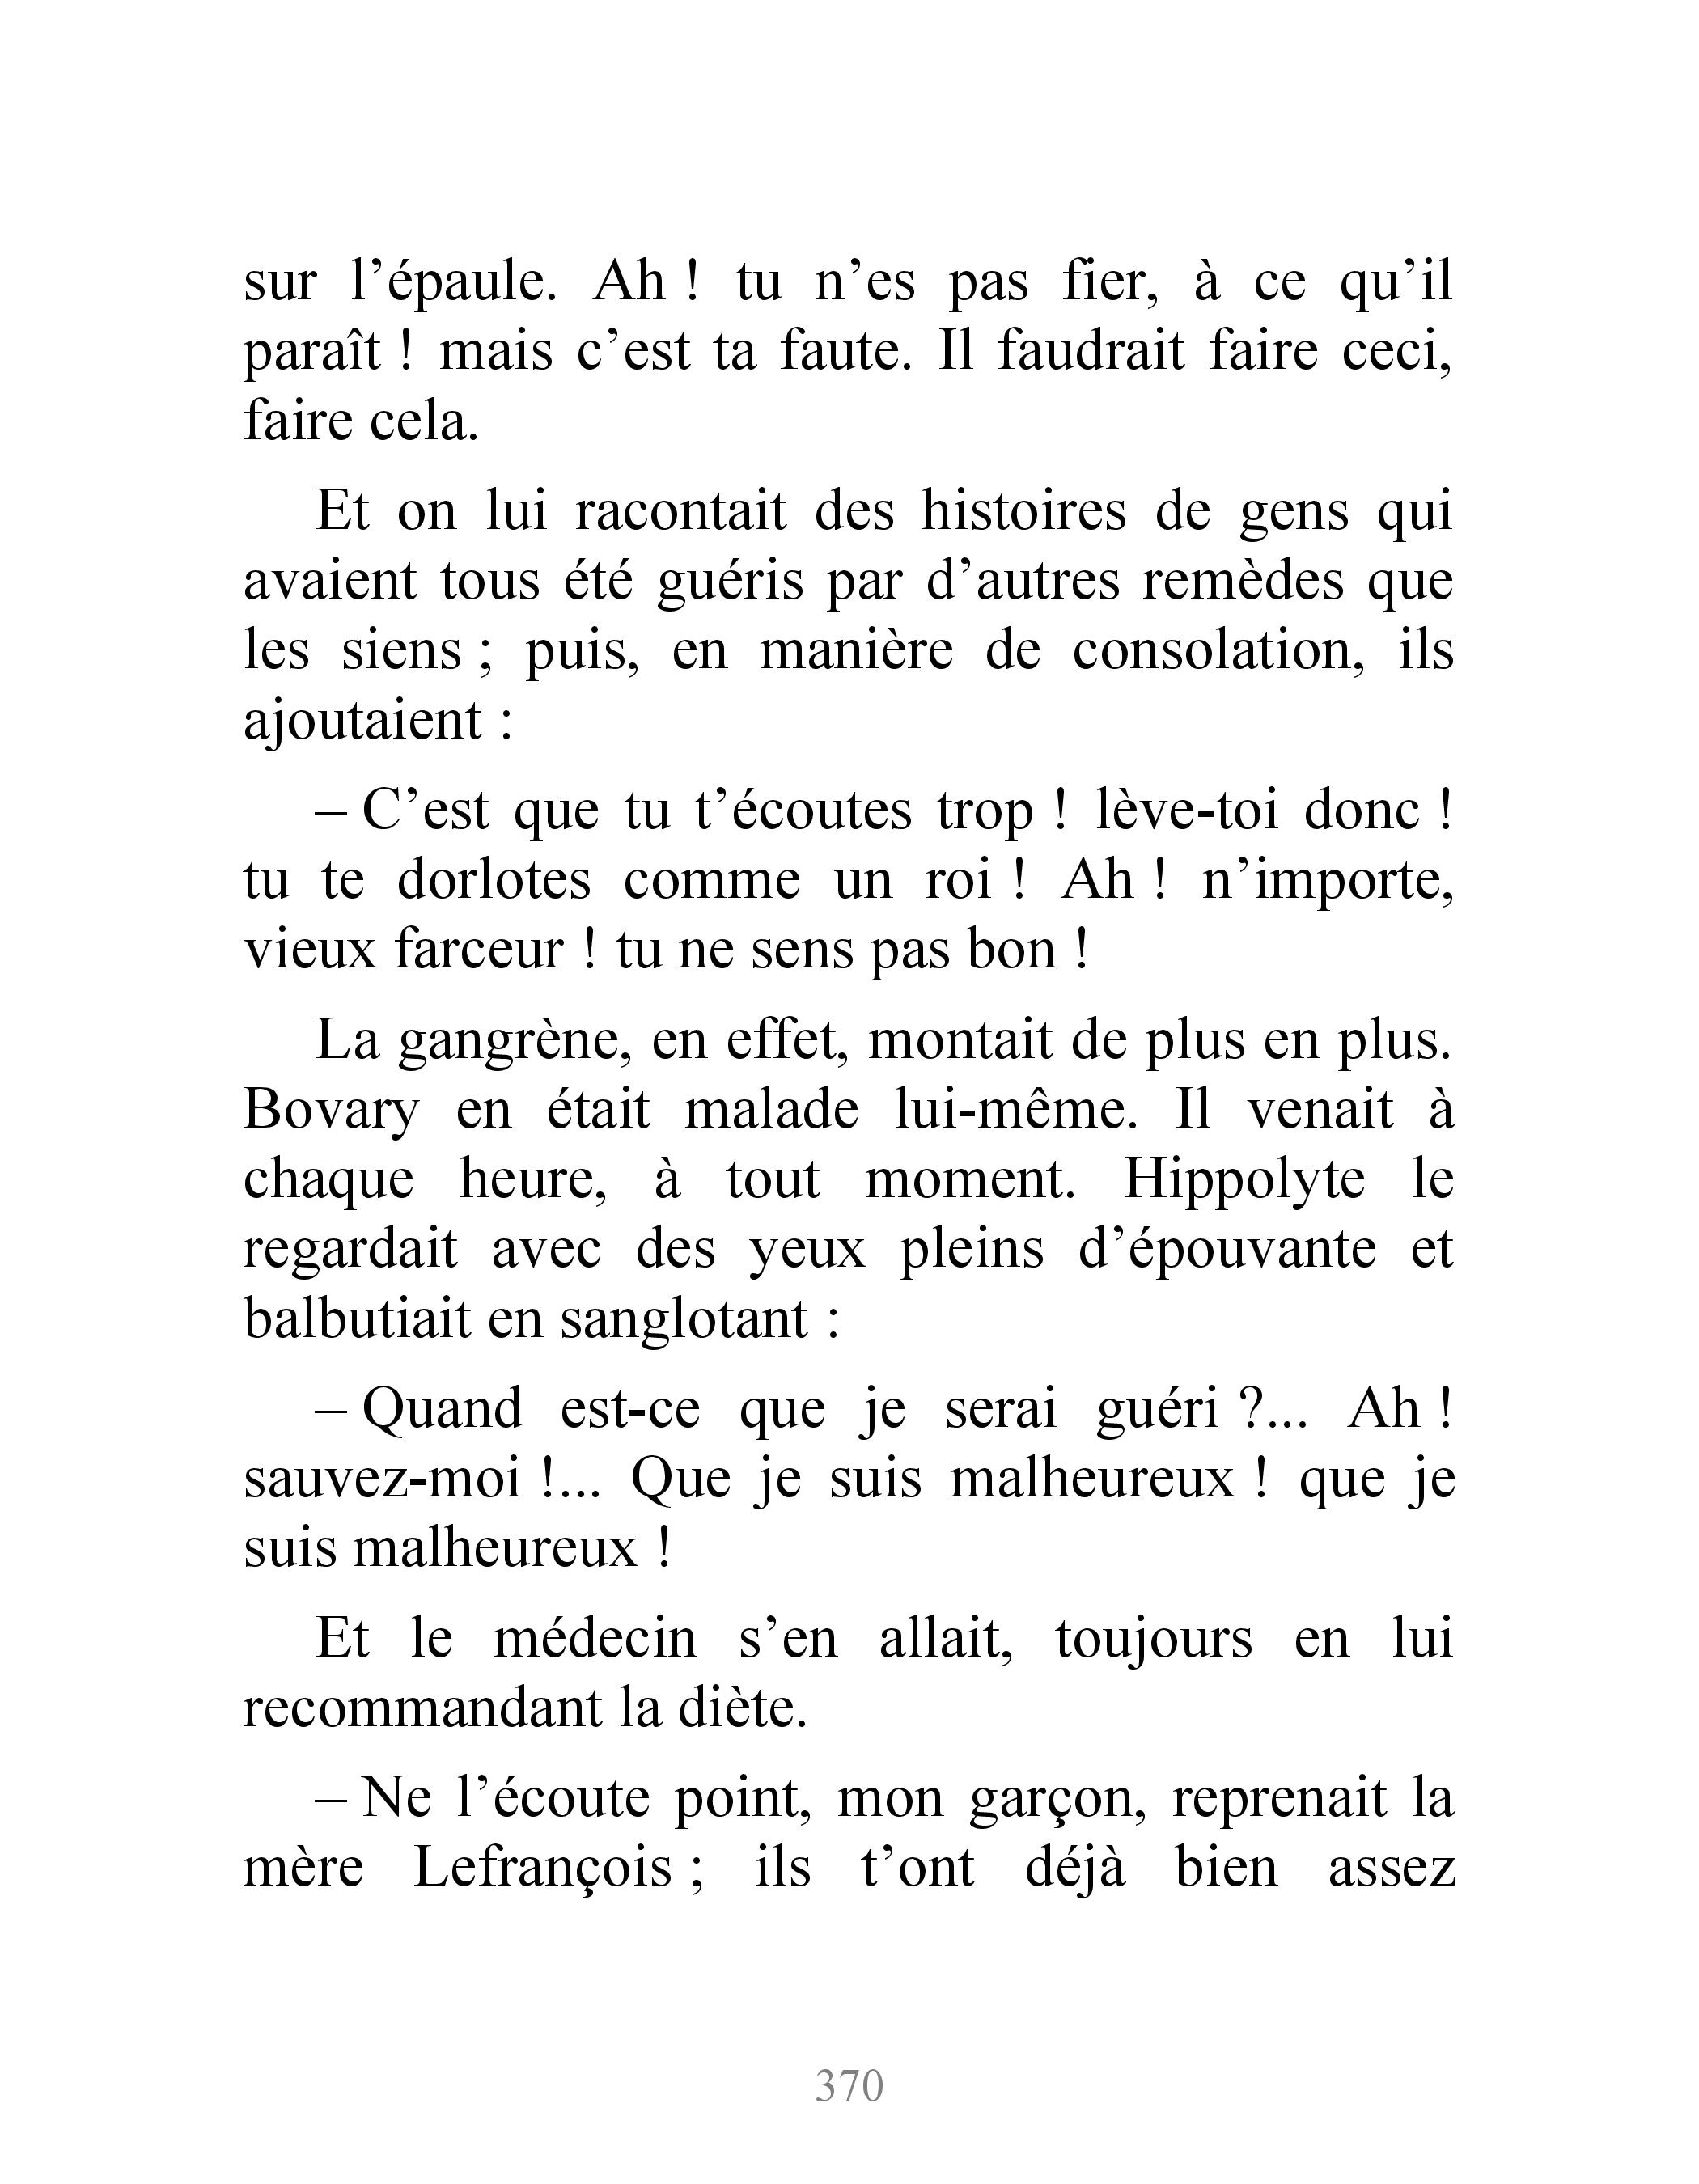 sur l’épaule. Ah ! tu n’es pas fier, à ce qu’il
paraît ! mais c’est ta faute. Il faudrait faire ceci,
faire cela.
Et on lui racontait des histoires de gens qui
avaient tous été guéris par d’autres remèdes que
les siens ; puis, en manière de consolation, ils
ajoutaient :
– C’est que tu t’écoutes trop ! lève-toi donc !
tu te dorlotes comme un roi ! Ah ! n’importe,
vieux farceur ! tu ne sens pas bon !
La gangrène, en effet, montait de plus en plus.
Bovary en était malade lui-même. Il venait à
chaque heure, à tout moment. Hippolyte le
regardait avec des yeux pleins d’épouvante et
balbutiait en sanglotant :
– Quand est-ce que je serai guéri ?... Ah !
sauvez-moi !... Que je suis malheureux ! que je
suis malheureux !
Et le médecin s’en allait, toujours en lui
recommandant la diète.
– Ne l’écoute point, mon garçon, reprenait la
mère Lefrançois ; ils t’ont déjà bien assez
370